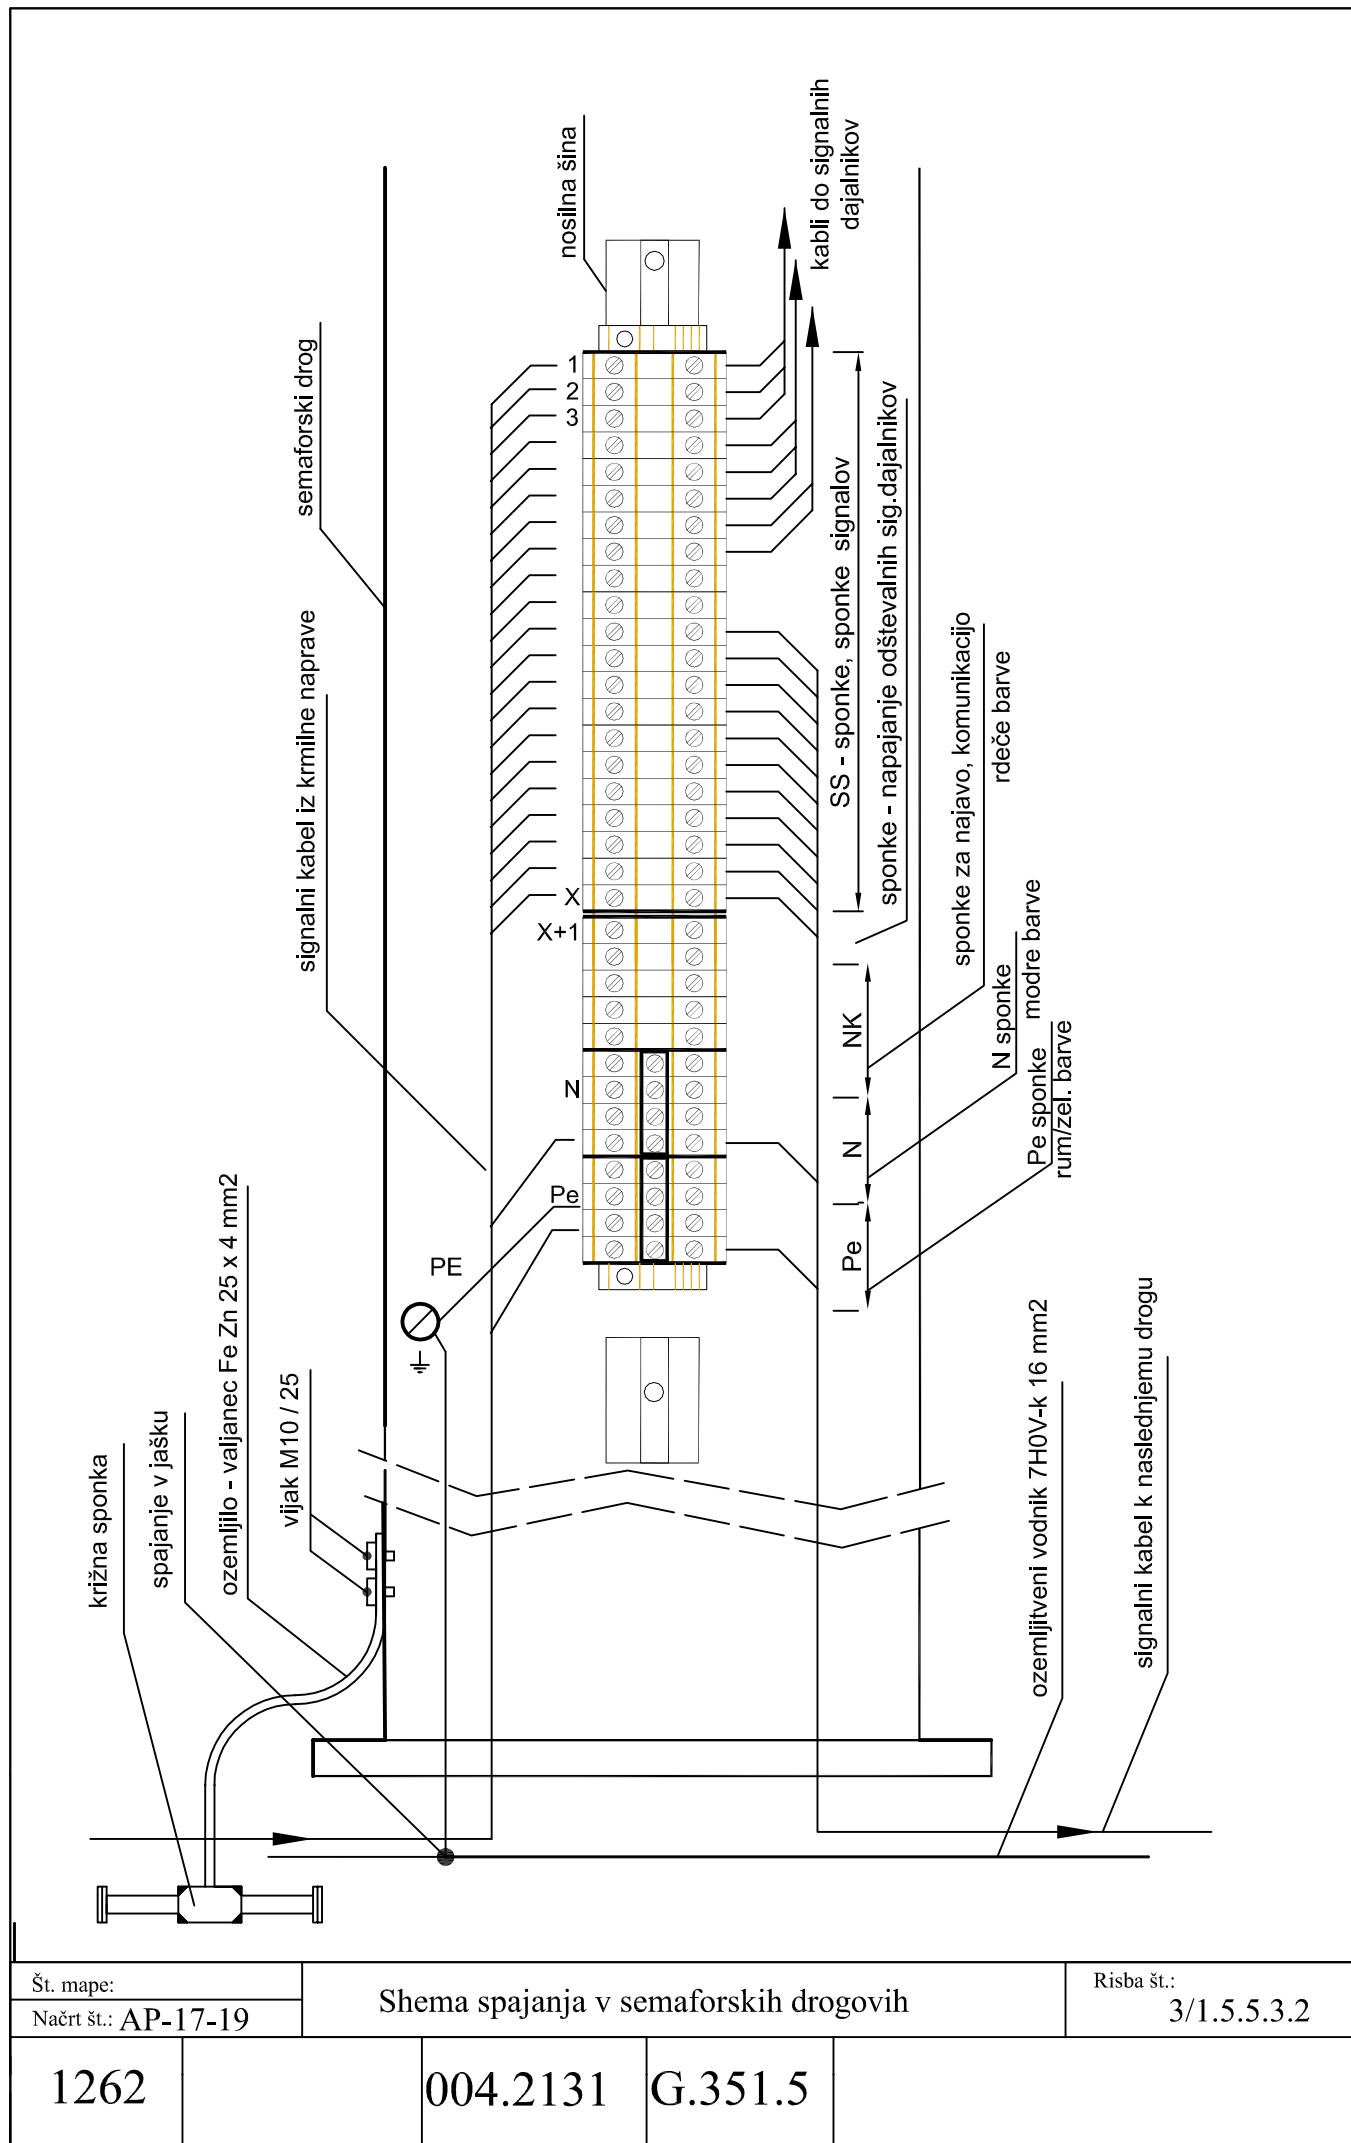 nosilna šina
kabli do signalnih
dajalnikov
semaforski drog
signalni kabel iz krmilne naprave
1
2
3
X
X+1
N
Pe
PE
SS - sponke, sponke signalov
sponke - napajanje odštevalnih sig.dajalnikov
sponke za najavo, komunikacijo
rdeče barve
N sponke
modre barve
Pe sponke
rum/zel. barve
NK
N
Pe
križna sponka
spajanje v jašku
ozemljilo - valjanec Fe Zn 25 x 4 mm2
vijak M10 / 25
ozemljitveni vodnik 7H0V-k 16 mm2
signalni kabel k naslednjemu drogu
Št. mape:
Načrt št.: AP-17-19
Shema spajanja v semaforskih drogovih
Risba št.:
3/1.5.5.3.2
1262
004.2131
G.351.5